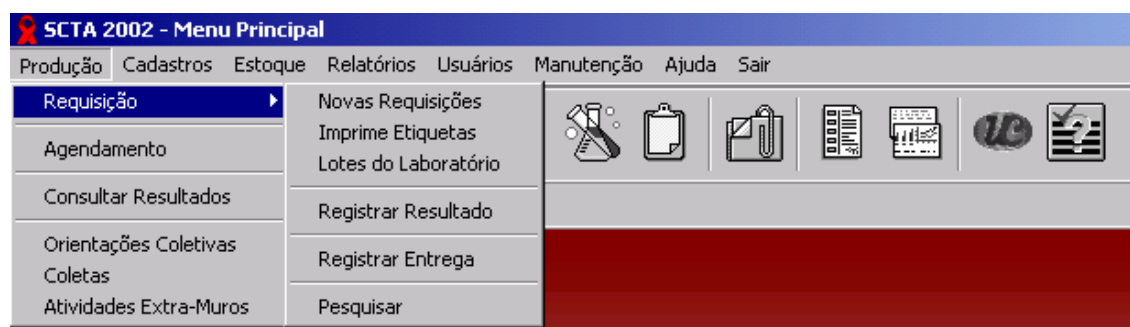 SCTA 2002 - Menu Principal
Produção Cadastros Estoque Relatórios Usuários Manutenção Ajuda Sair
Requisição
Agendamento
Consultar Resultados
Orientações Coletivas
Coletas
Atividades Extra-Muros
Novas Requisições
Imprime Etiquetas
Lotes do Laboratório
Registrar Resultado
Registrar Entrega
Pesquisar